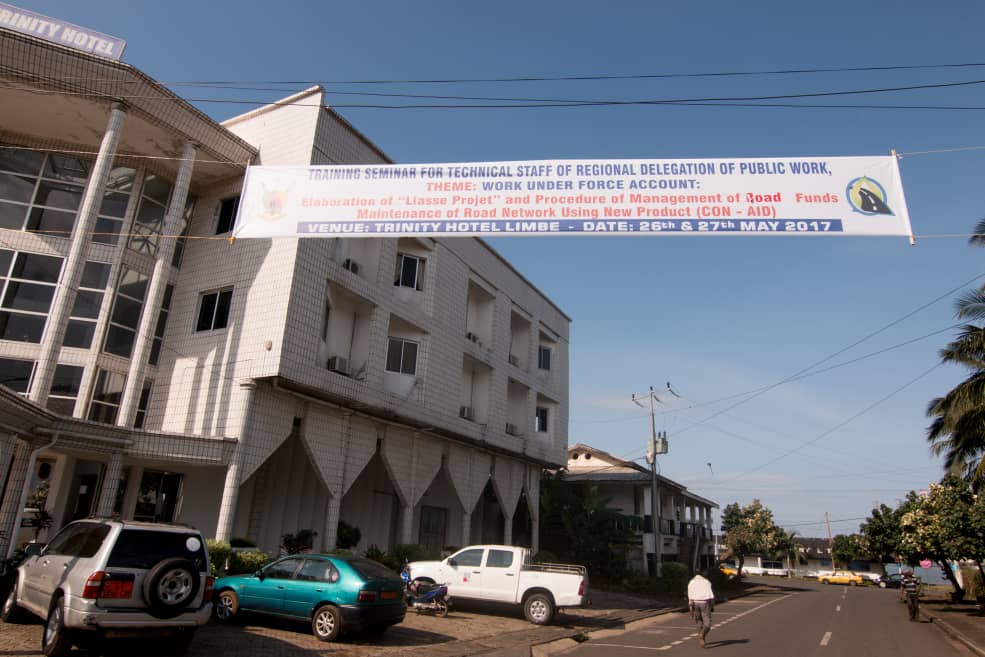 TRINITY HOTEL
TRAINING SEMINAR FOR TECHNICAL STAFF OF REGIONAL DELEGATION OF PUBLIC WORK,
THEME: WORK UNDER FORCE ACCOUNT:
Elaboration of "Liasse Projet" and Procedure of Management of Road Funds
Maintenance of Road Network Using New Product (CON - AID)
VENUE: TRINITY HOTEL LIMBE - DATE: 26th & 27th MAY 2017